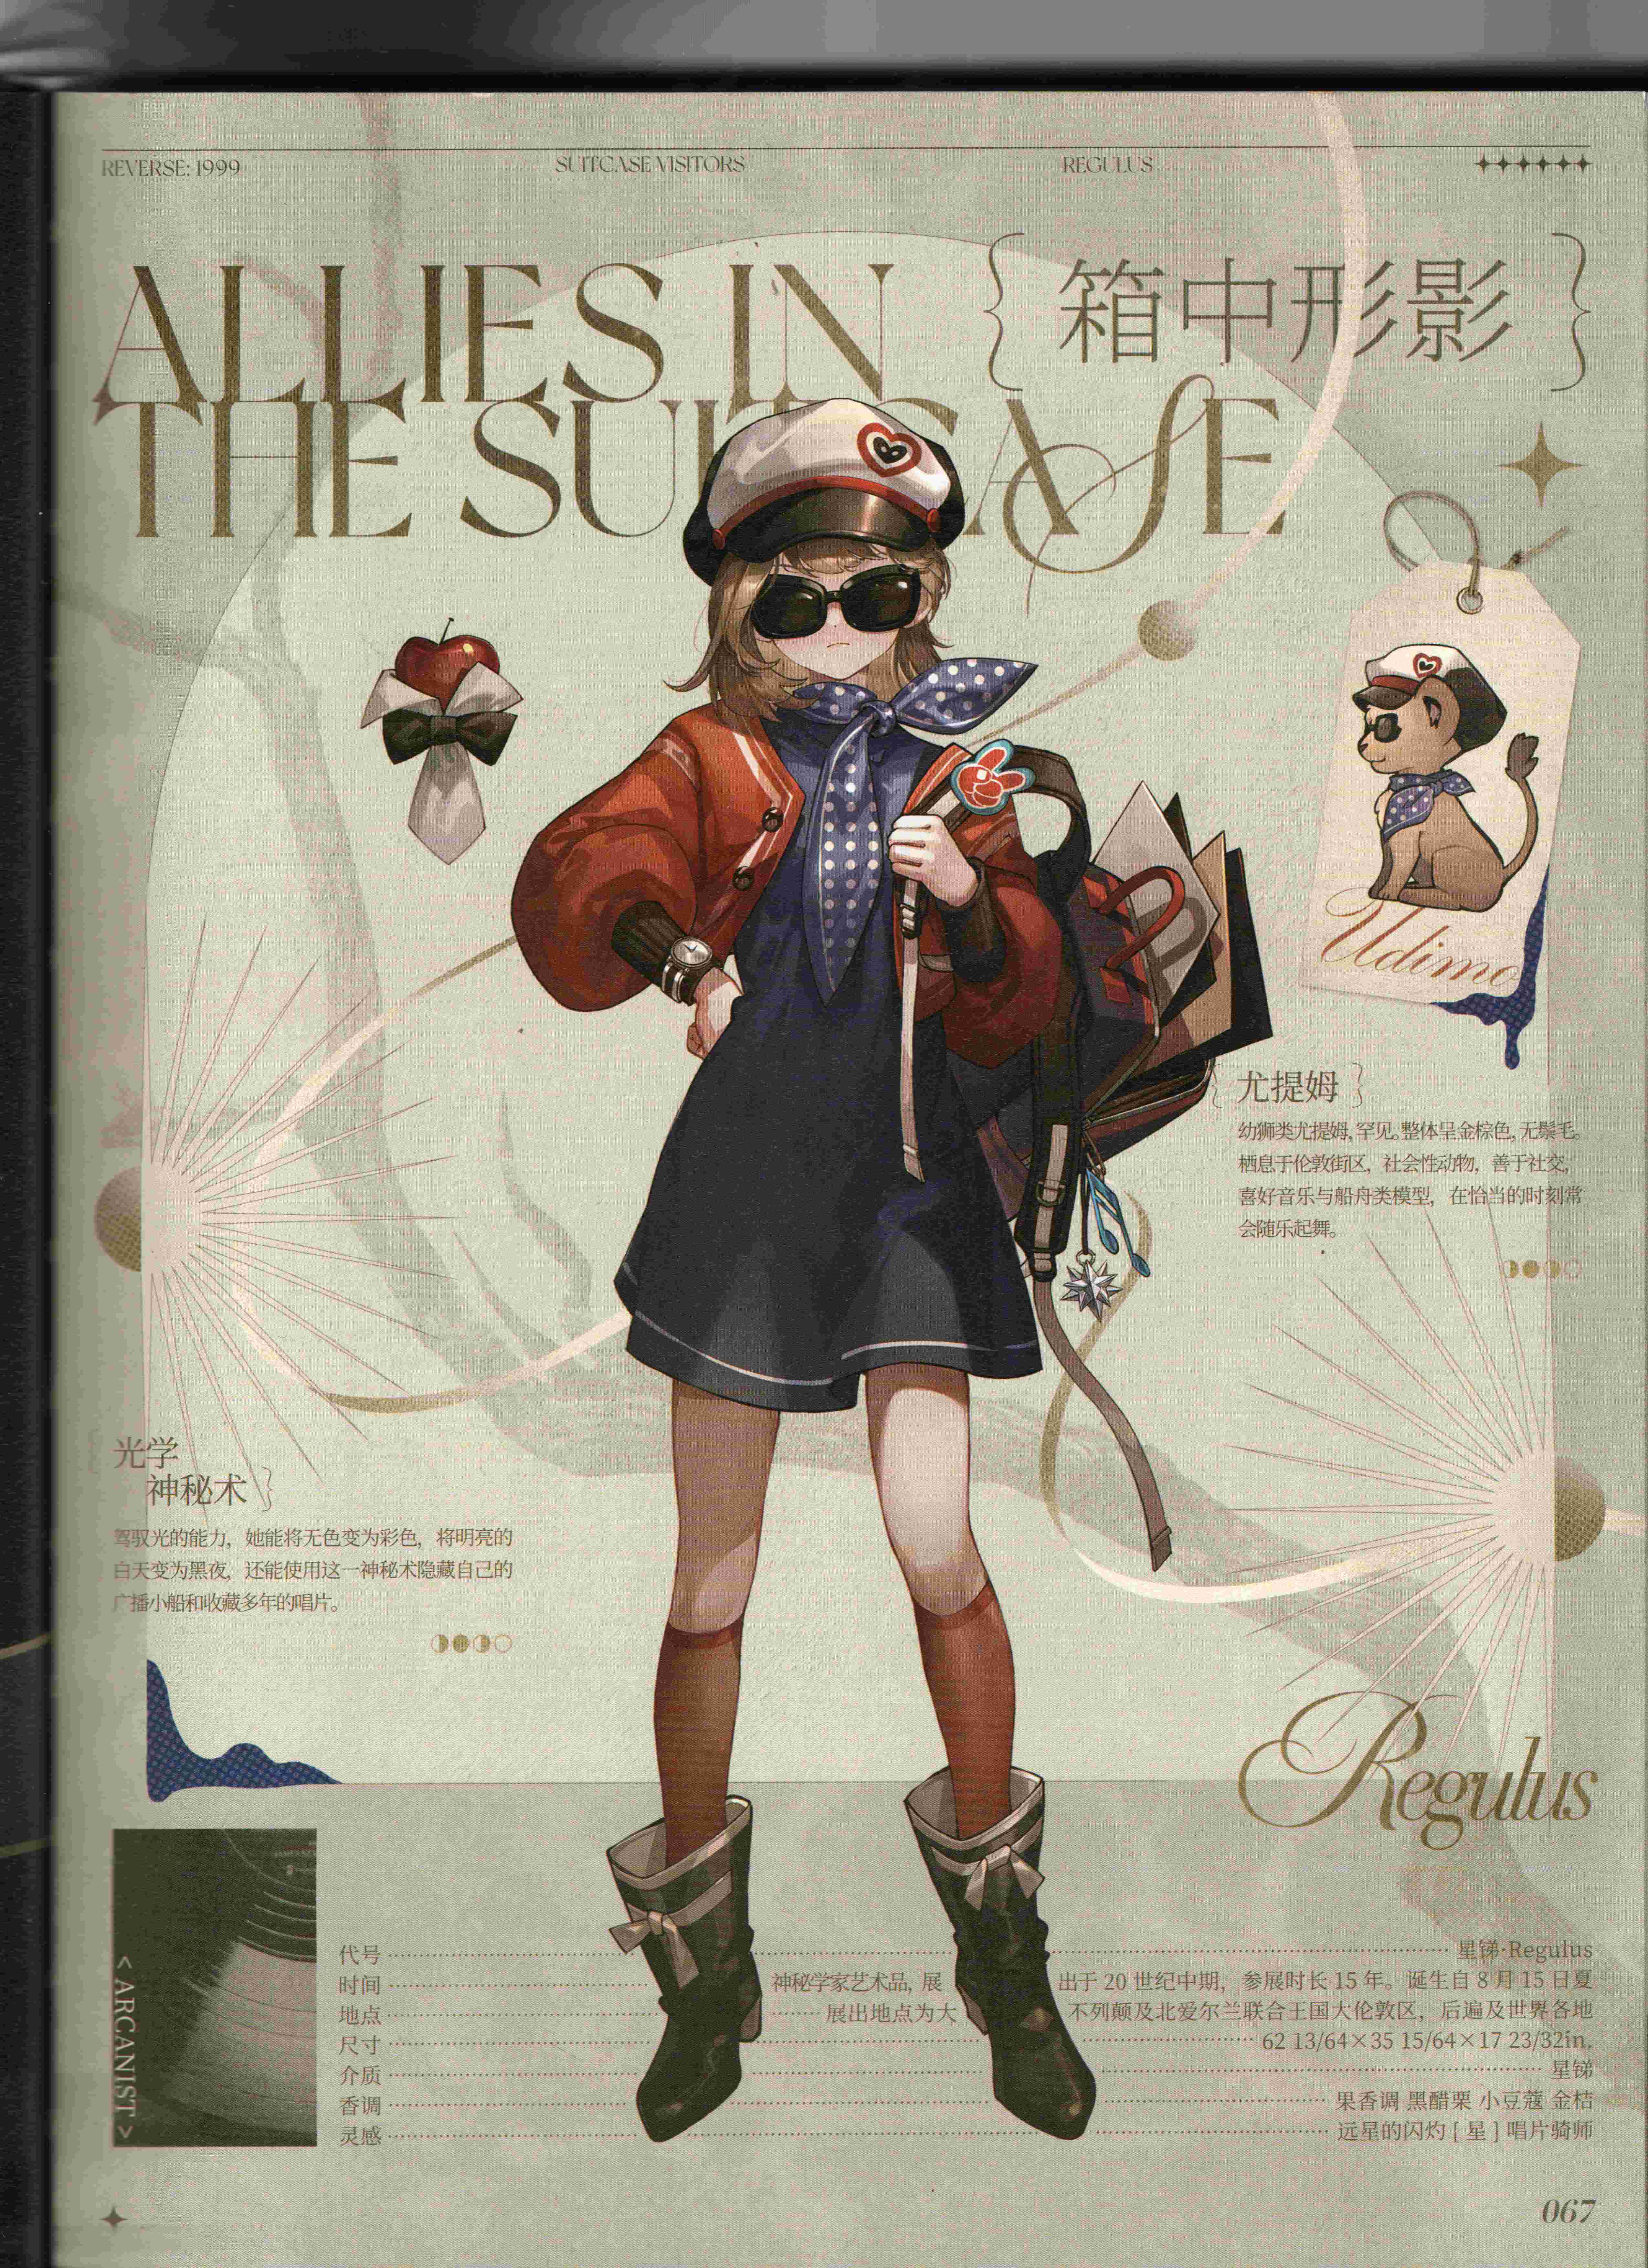 REVERSE: 1999
SUITCASE VISITORS
REGULUS
ALLIES IN
{ 箱中形影 }
THE SUITCASE
Udimo
{ 尤提姆 }
幼狮类尤提姆,罕见。整体呈金棕色,无鬃毛。
栖息于伦敦街区，社会性动物，善于社交,
喜好音乐与船舟类模型，在恰当的时刻常
会随乐起舞。
{ 光学
神秘术 }
驾驭光的能力，她能将无色变为彩色，将明亮的
白天变为黑夜，还能使用这一神秘术隐藏自己的
广播小船和收藏多年的唱片。
Regulus
< ARCANIST >
代号 星锑·Regulus
时间 神秘学家艺术品, 展 出于 20 世纪中期，参展时长 15 年。诞生自 8 月 15 日夏
地点 展出地点为大 不列颠及北爱尔兰联合王国大伦敦区，后遍及世界各地
尺寸 62 13/64×35 15/64×17 23/32in.
介质 星锑
香调 果香调 黑醋栗 小豆蔻 金桔
灵感 远星的闪灼 [ 星 ] 唱片骑师
067